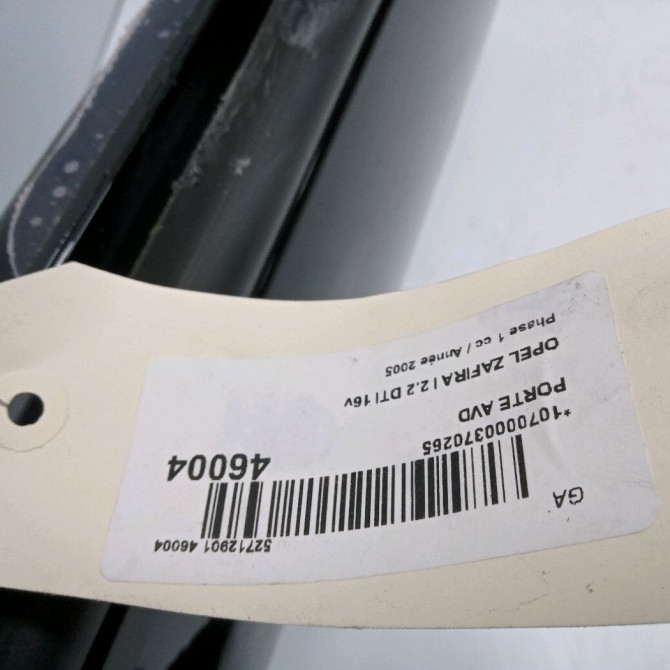 52712901 46004
GA
46004
*1070000370265
PORTE AVD
OPEL ZAFIRA I 2.2 DTI 16v
Phase 1 cc / Année 2005